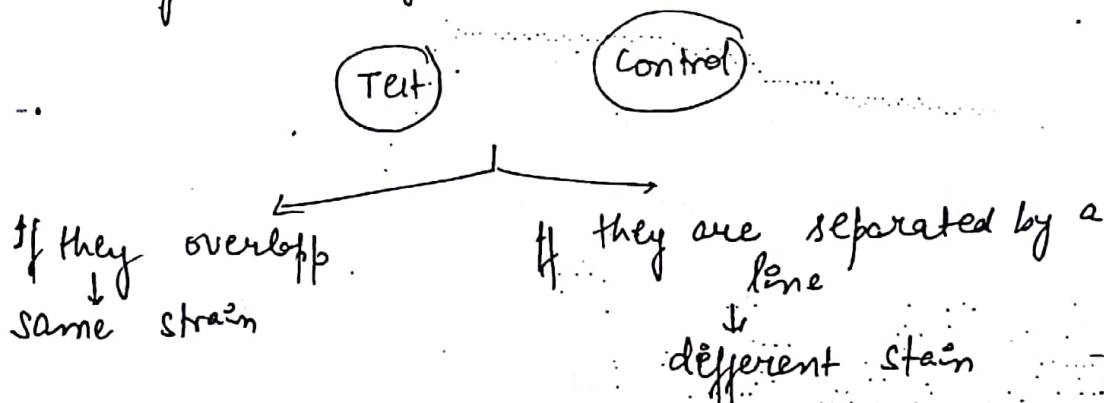 Test
Control
If they overlapp
same strain
If they are separated by a
line
different stain